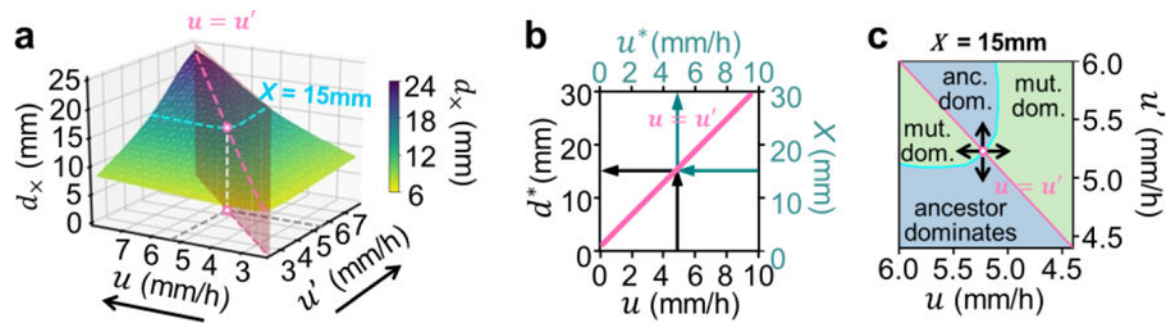 a
u = u'
X = 15mm
25
20
15
10
5
0
dₓ (mm)
7 6 5 4 3
u (mm/h)
3 4 5 6 7
u' (mm/h)
24
18
12
6
dₓ (mm)
b
u* (mm/h)
0 2 4 6 8 10
30
20
10
0
d* (mm)
u = u'
30
20
10
0
X (mm)
0 2 4 6 8 10
u (mm/h)
c
X = 15mm
anc.
dom.
mut.
dom.
mut.
dom.
u = u'
ancestor
dominates
6.0
5.5
5.0
4.5
u' (mm/h)
6.0 5.5 5.0 4.5
u (mm/h)